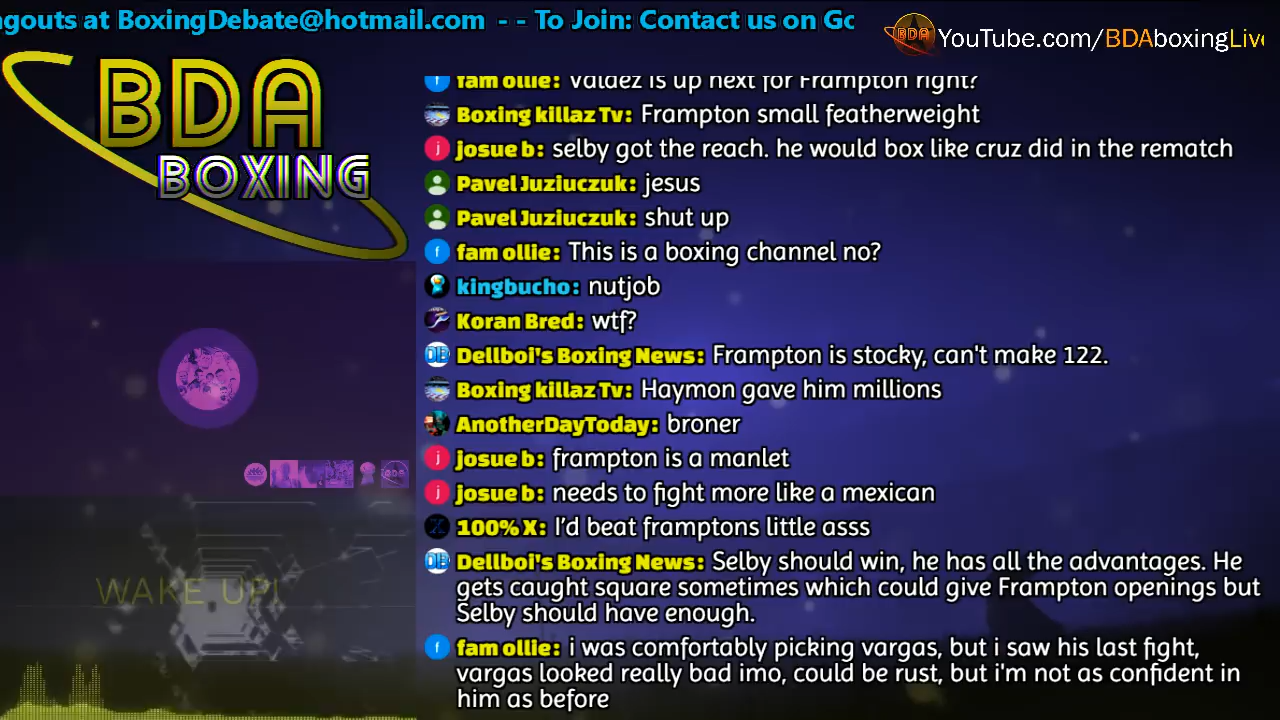 ngouts at BoxingDebate@hotmail.com - - To Join: Contact us on Go
YouTube.com/BDAboxingLive
BDA
BDA
BOXING
fam ollie: Valdez is up next for Frampton right?
Boxing killaz Tv: Frampton small featherweight
josue b: selby got the reach. he would box like cruz did in the rematch
Pavel Juziuczuk: jesus
Pavel Juziuczuk: shut up
fam ollie: This is a boxing channel no?
kingbucho: nutjob
Koran Bred: wtf?
Dellboi's Boxing News: Frampton is stocky, can't make 122.
Boxing killaz Tv: Haymon gave him millions
AnotherDayToday: broner
josue b: frampton is a manlet
josue b: needs to fight more like a mexican
100% X: I'd beat framptons little asss
Dellboi's Boxing News: Selby should win, he has all the advantages. He
gets caught square sometimes which could give Frampton openings but
Selby should have enough.
fam ollie: i was comfortably picking vargas, but i saw his last fight,
vargas looked really bad imo, could be rust, but i'm not as confident in
him as before
WAKE UP!